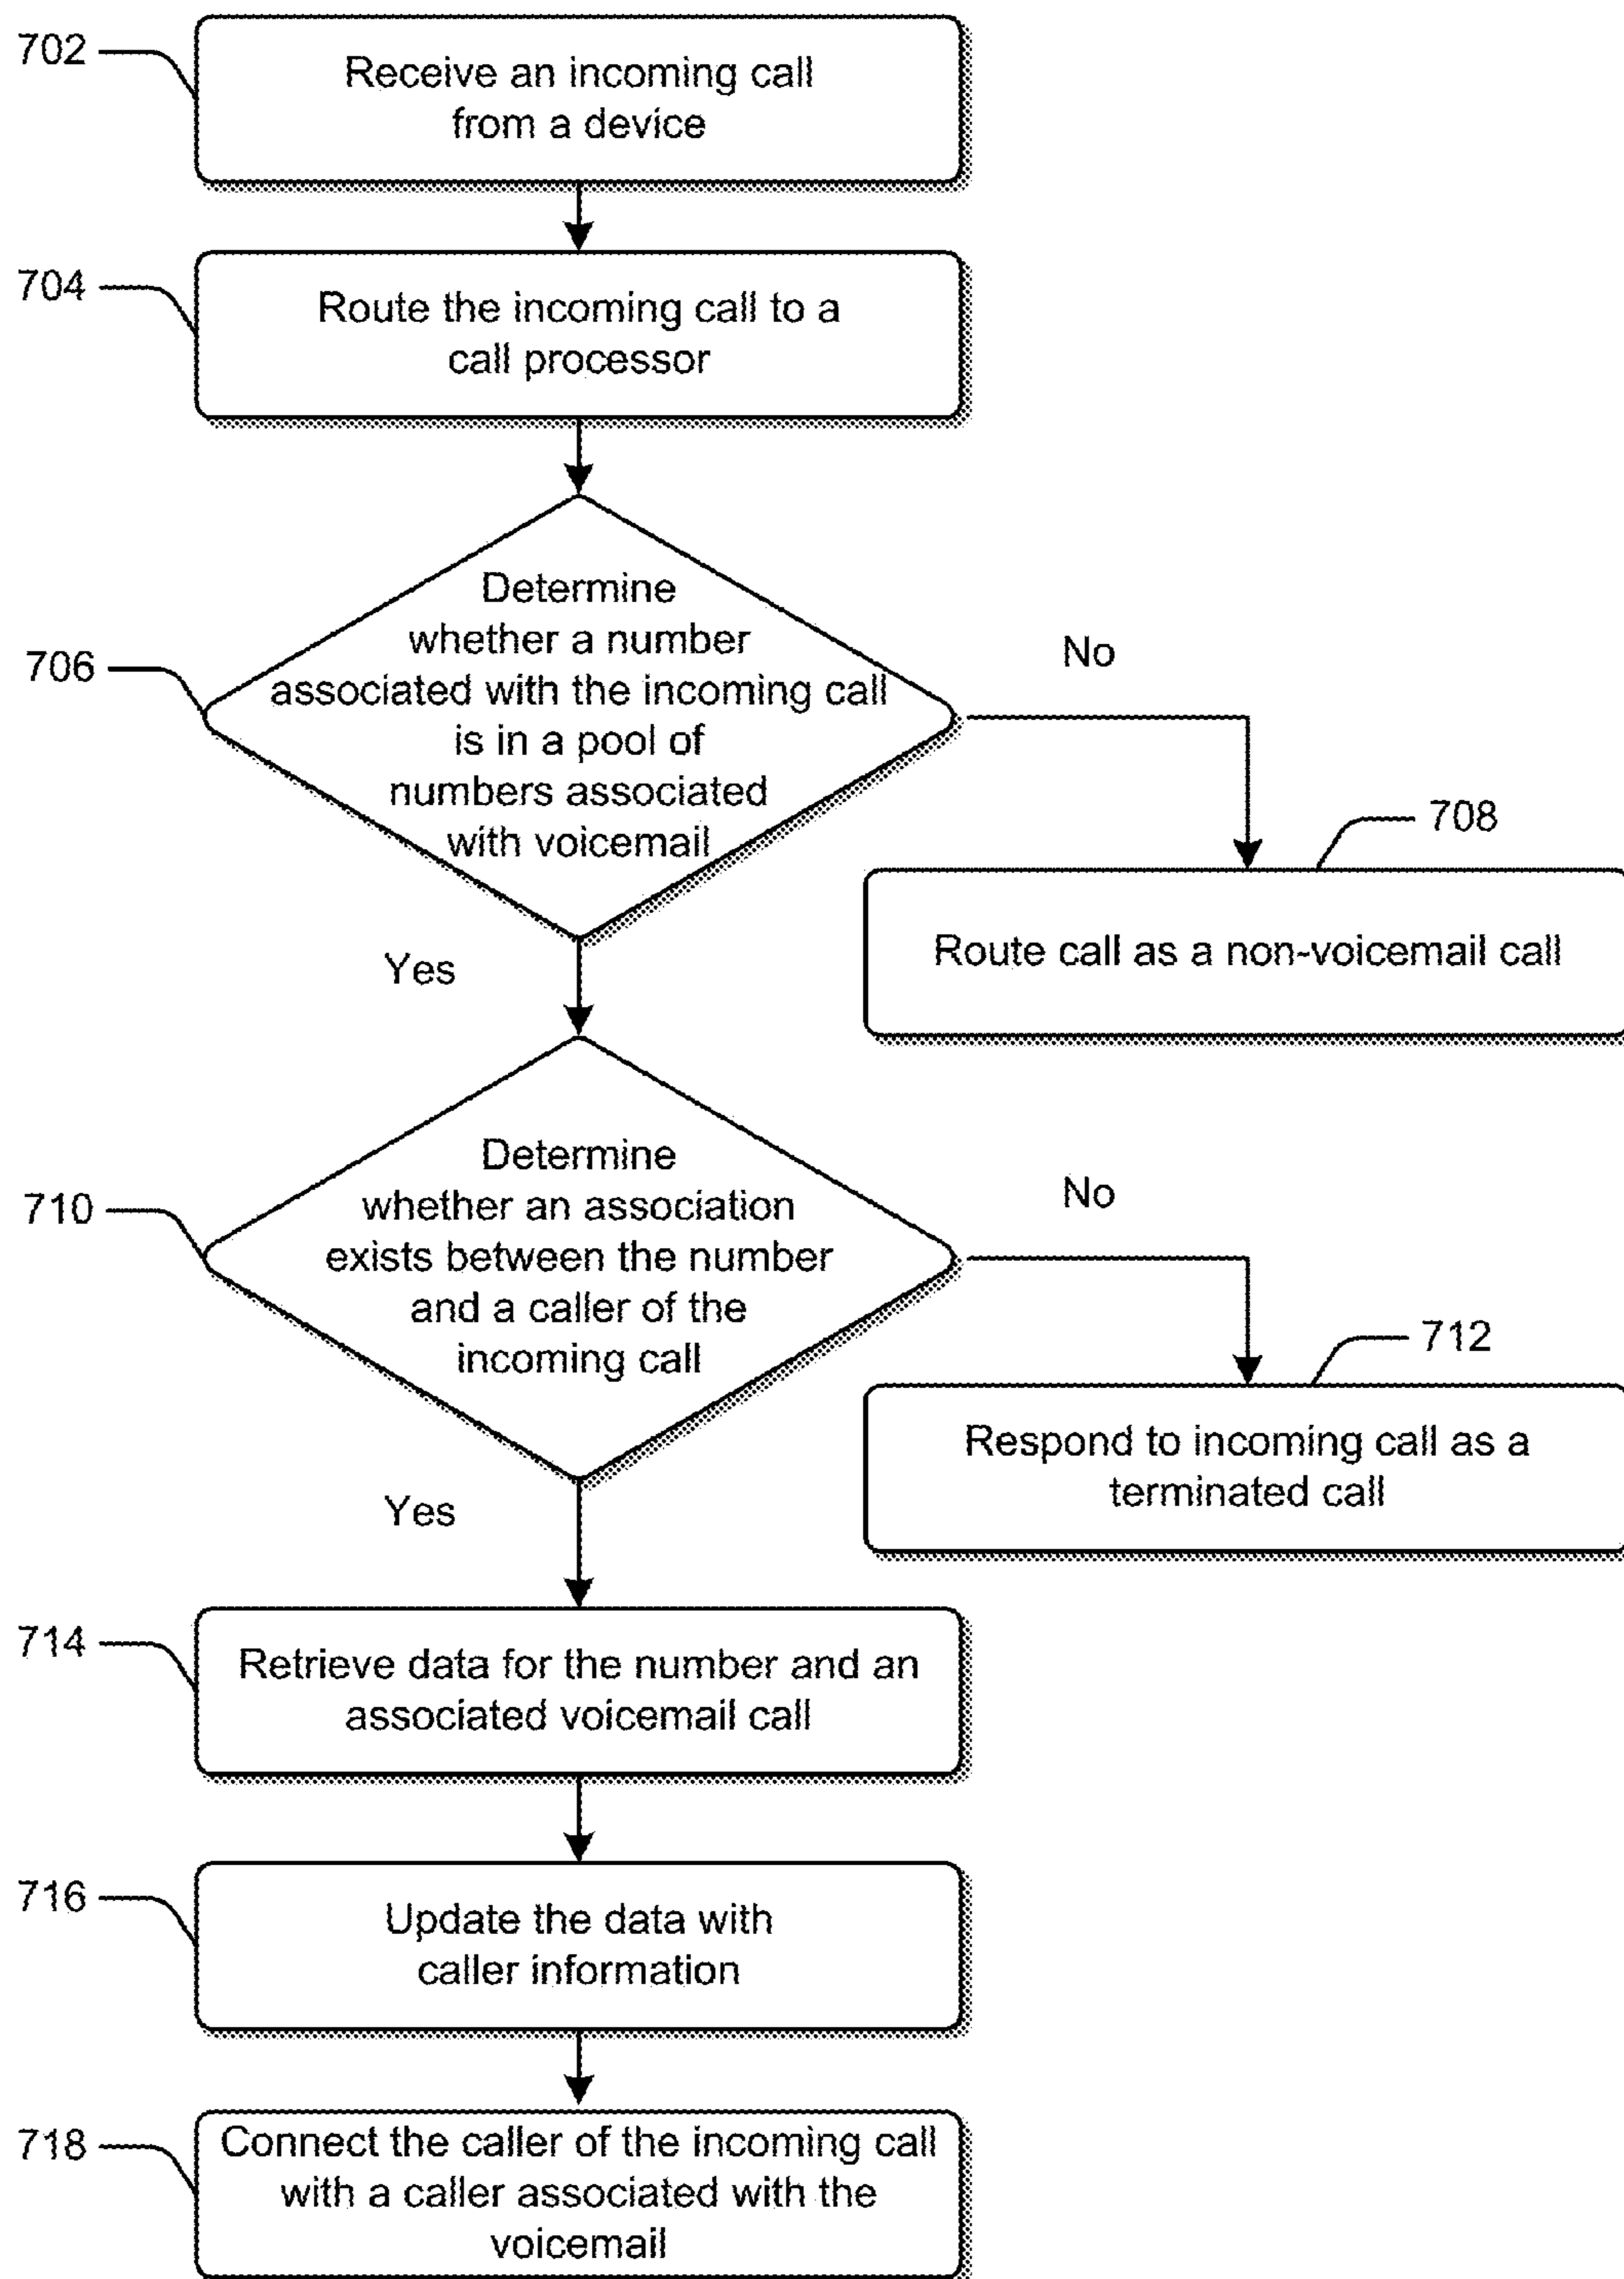 702
Receive an incoming call
from a device
704
Route the incoming call to a
call processor
706
Determine
whether a number
associated with the incoming call
is in a pool of
numbers associated
with voicemail
No
708
Route call as a non-voicemail call
Yes
710
Determine
whether an association
exists between the number
and a caller of the
incoming call
No
712
Respond to incoming call as a
terminated call
Yes
714
Retrieve data for the number and an
associated voicemail call
716
Update the data with
caller information
718
Connect the caller of the incoming call
with a caller associated with the
voicemail